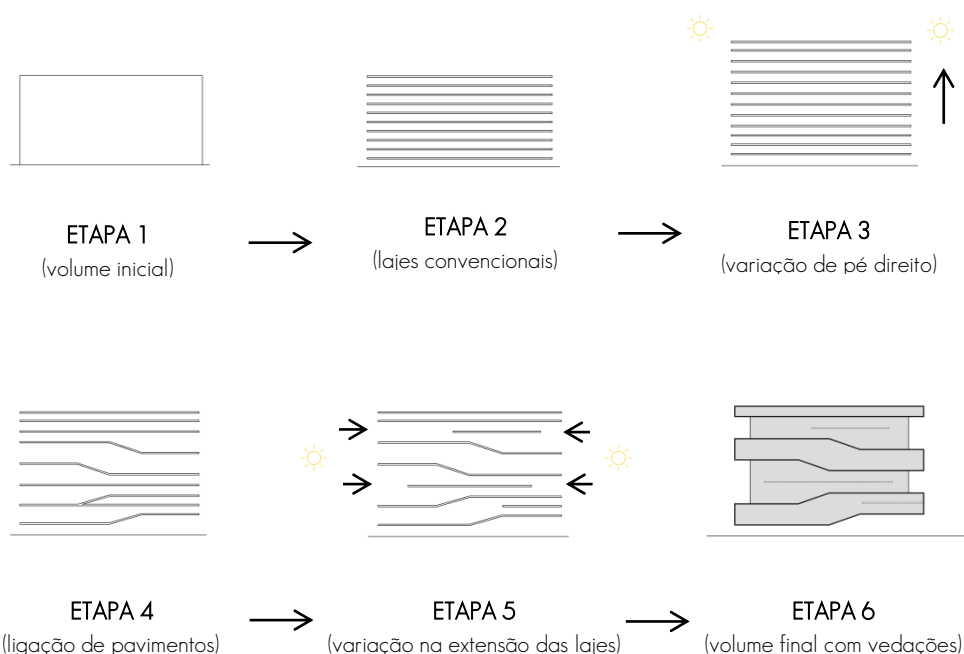 ETAPA 1
(volume inicial)
ETAPA 2
(lajes convencionais)
ETAPA 3
(variação de pé direito)
ETAPA 4
(ligação de pavimentos)
ETAPA 5
(variação na extensão das lajes)
ETAPA 6
(volume final com vedações)